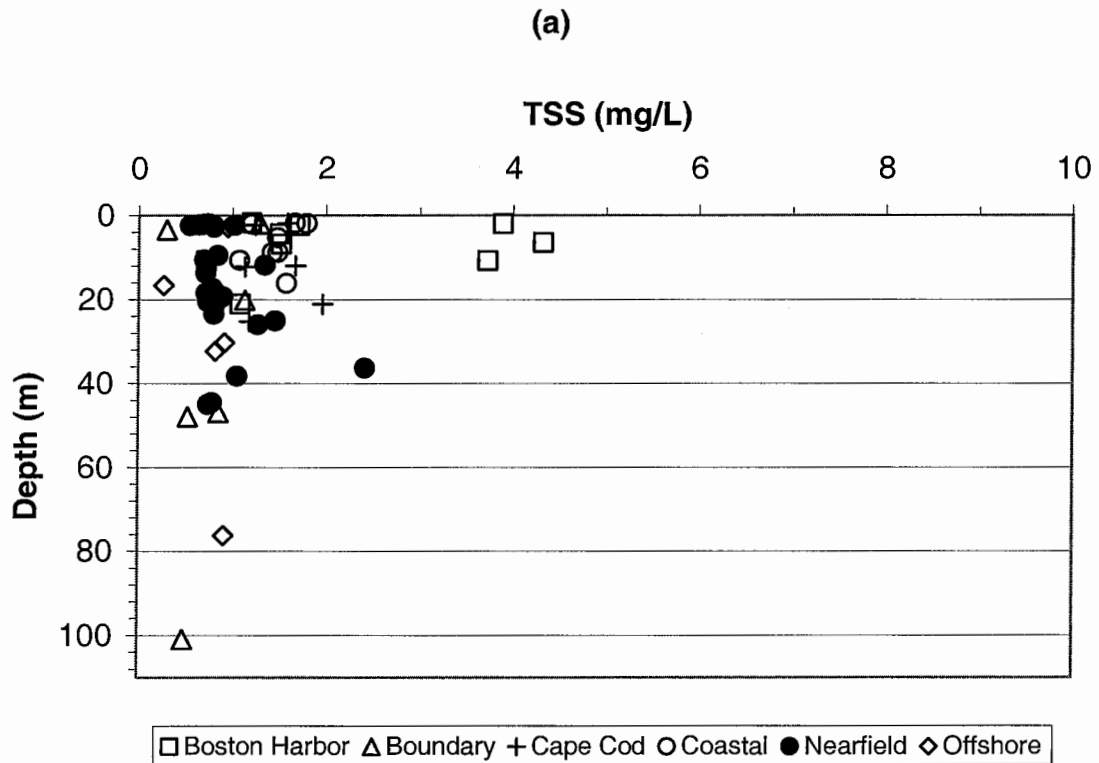 (a)
TSS (mg/L)
0 2 4 6 8 10
0
20
40
60
80
100
Depth (m)
Boston Harbor Boundary Cape Cod Coastal Nearfield Offshore